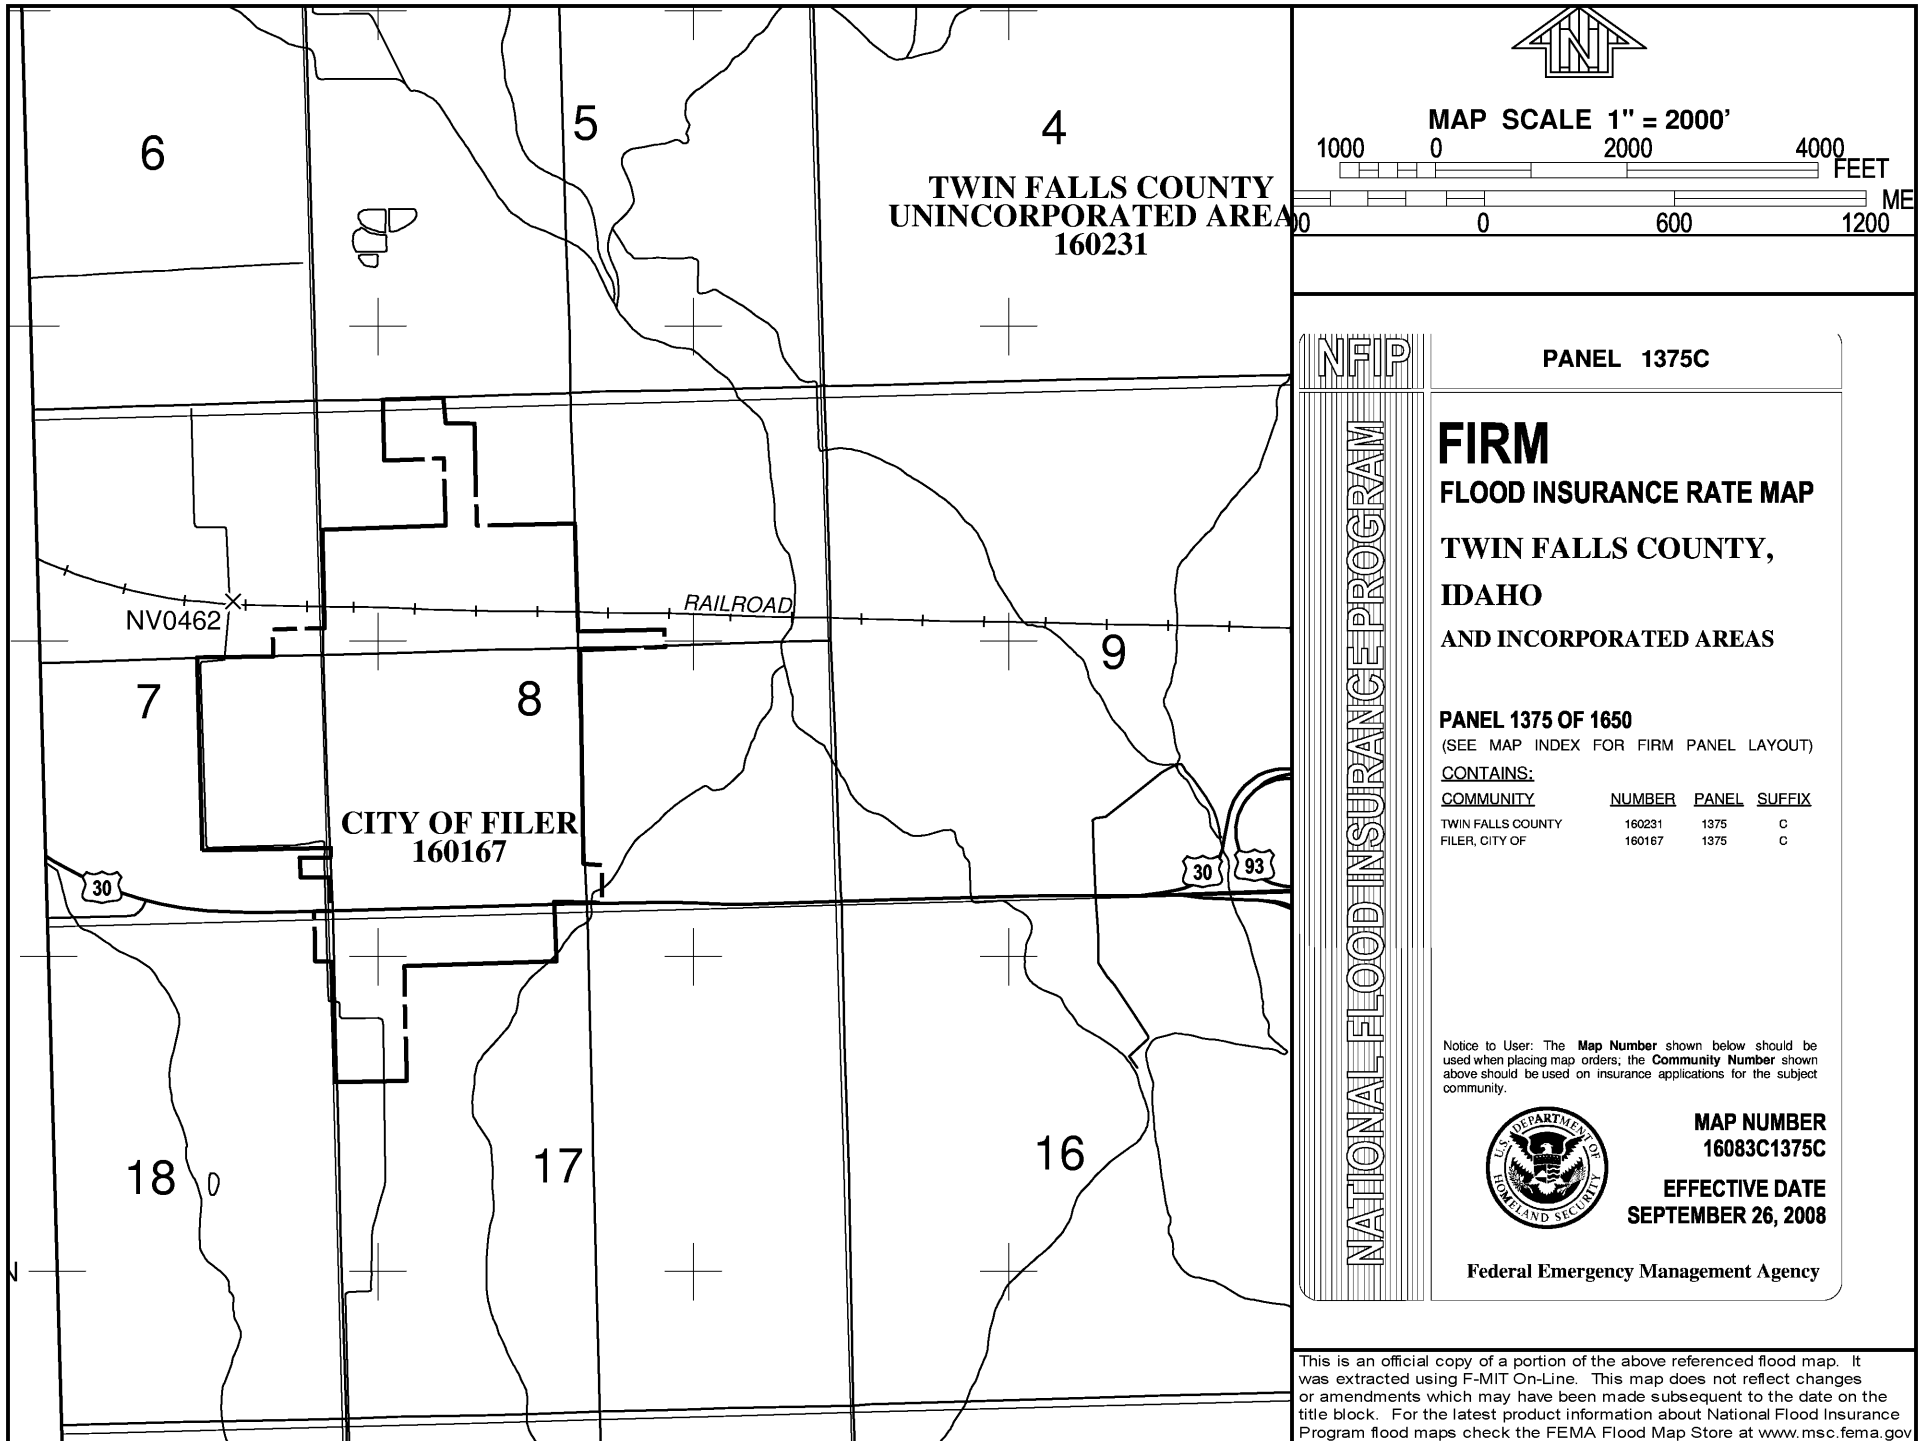 6
5
4
TWIN FALLS COUNTY
UNINCORPORATED AREA
160231
RAILROAD
NV0462
9
7
8
CITY OF FILER
160167
30
30
93
18
17
16
N
MAP SCALE 1" = 2000'
1000 0 2000 4000
FEET
ME
00 0 600 1200
NFIP
PANEL 1375C
NATIONAL FLOOD INSURANCE PROGRAM
FIRM
FLOOD INSURANCE RATE MAP
TWIN FALLS COUNTY,
IDAHO
AND INCORPORATED AREAS
PANEL 1375 OF 1650
(SEE MAP INDEX FOR FIRM PANEL LAYOUT)
CONTAINS:
COMMUNITY NUMBER PANEL SUFFIX
TWIN FALLS COUNTY 160231 1375 C
FILER, CITY OF 160167 1375 C
Notice to User: The Map Number shown below should be
used when placing map orders; the Community Number shown
above should be used on insurance applications for the subject
community.
U.S. DEPARTMENT OF
HOMELAND SECURITY
MAP NUMBER
16083C1375C
EFFECTIVE DATE
SEPTEMBER 26, 2008
Federal Emergency Management Agency
This is an official copy of a portion of the above referenced flood map. It
was extracted using F-MIT On-Line. This map does not reflect changes
or amendments which may have been made subsequent to the date on the
title block. For the latest product information about National Flood Insurance
Program flood maps check the FEMA Flood Map Store at www.msc.fema.gov